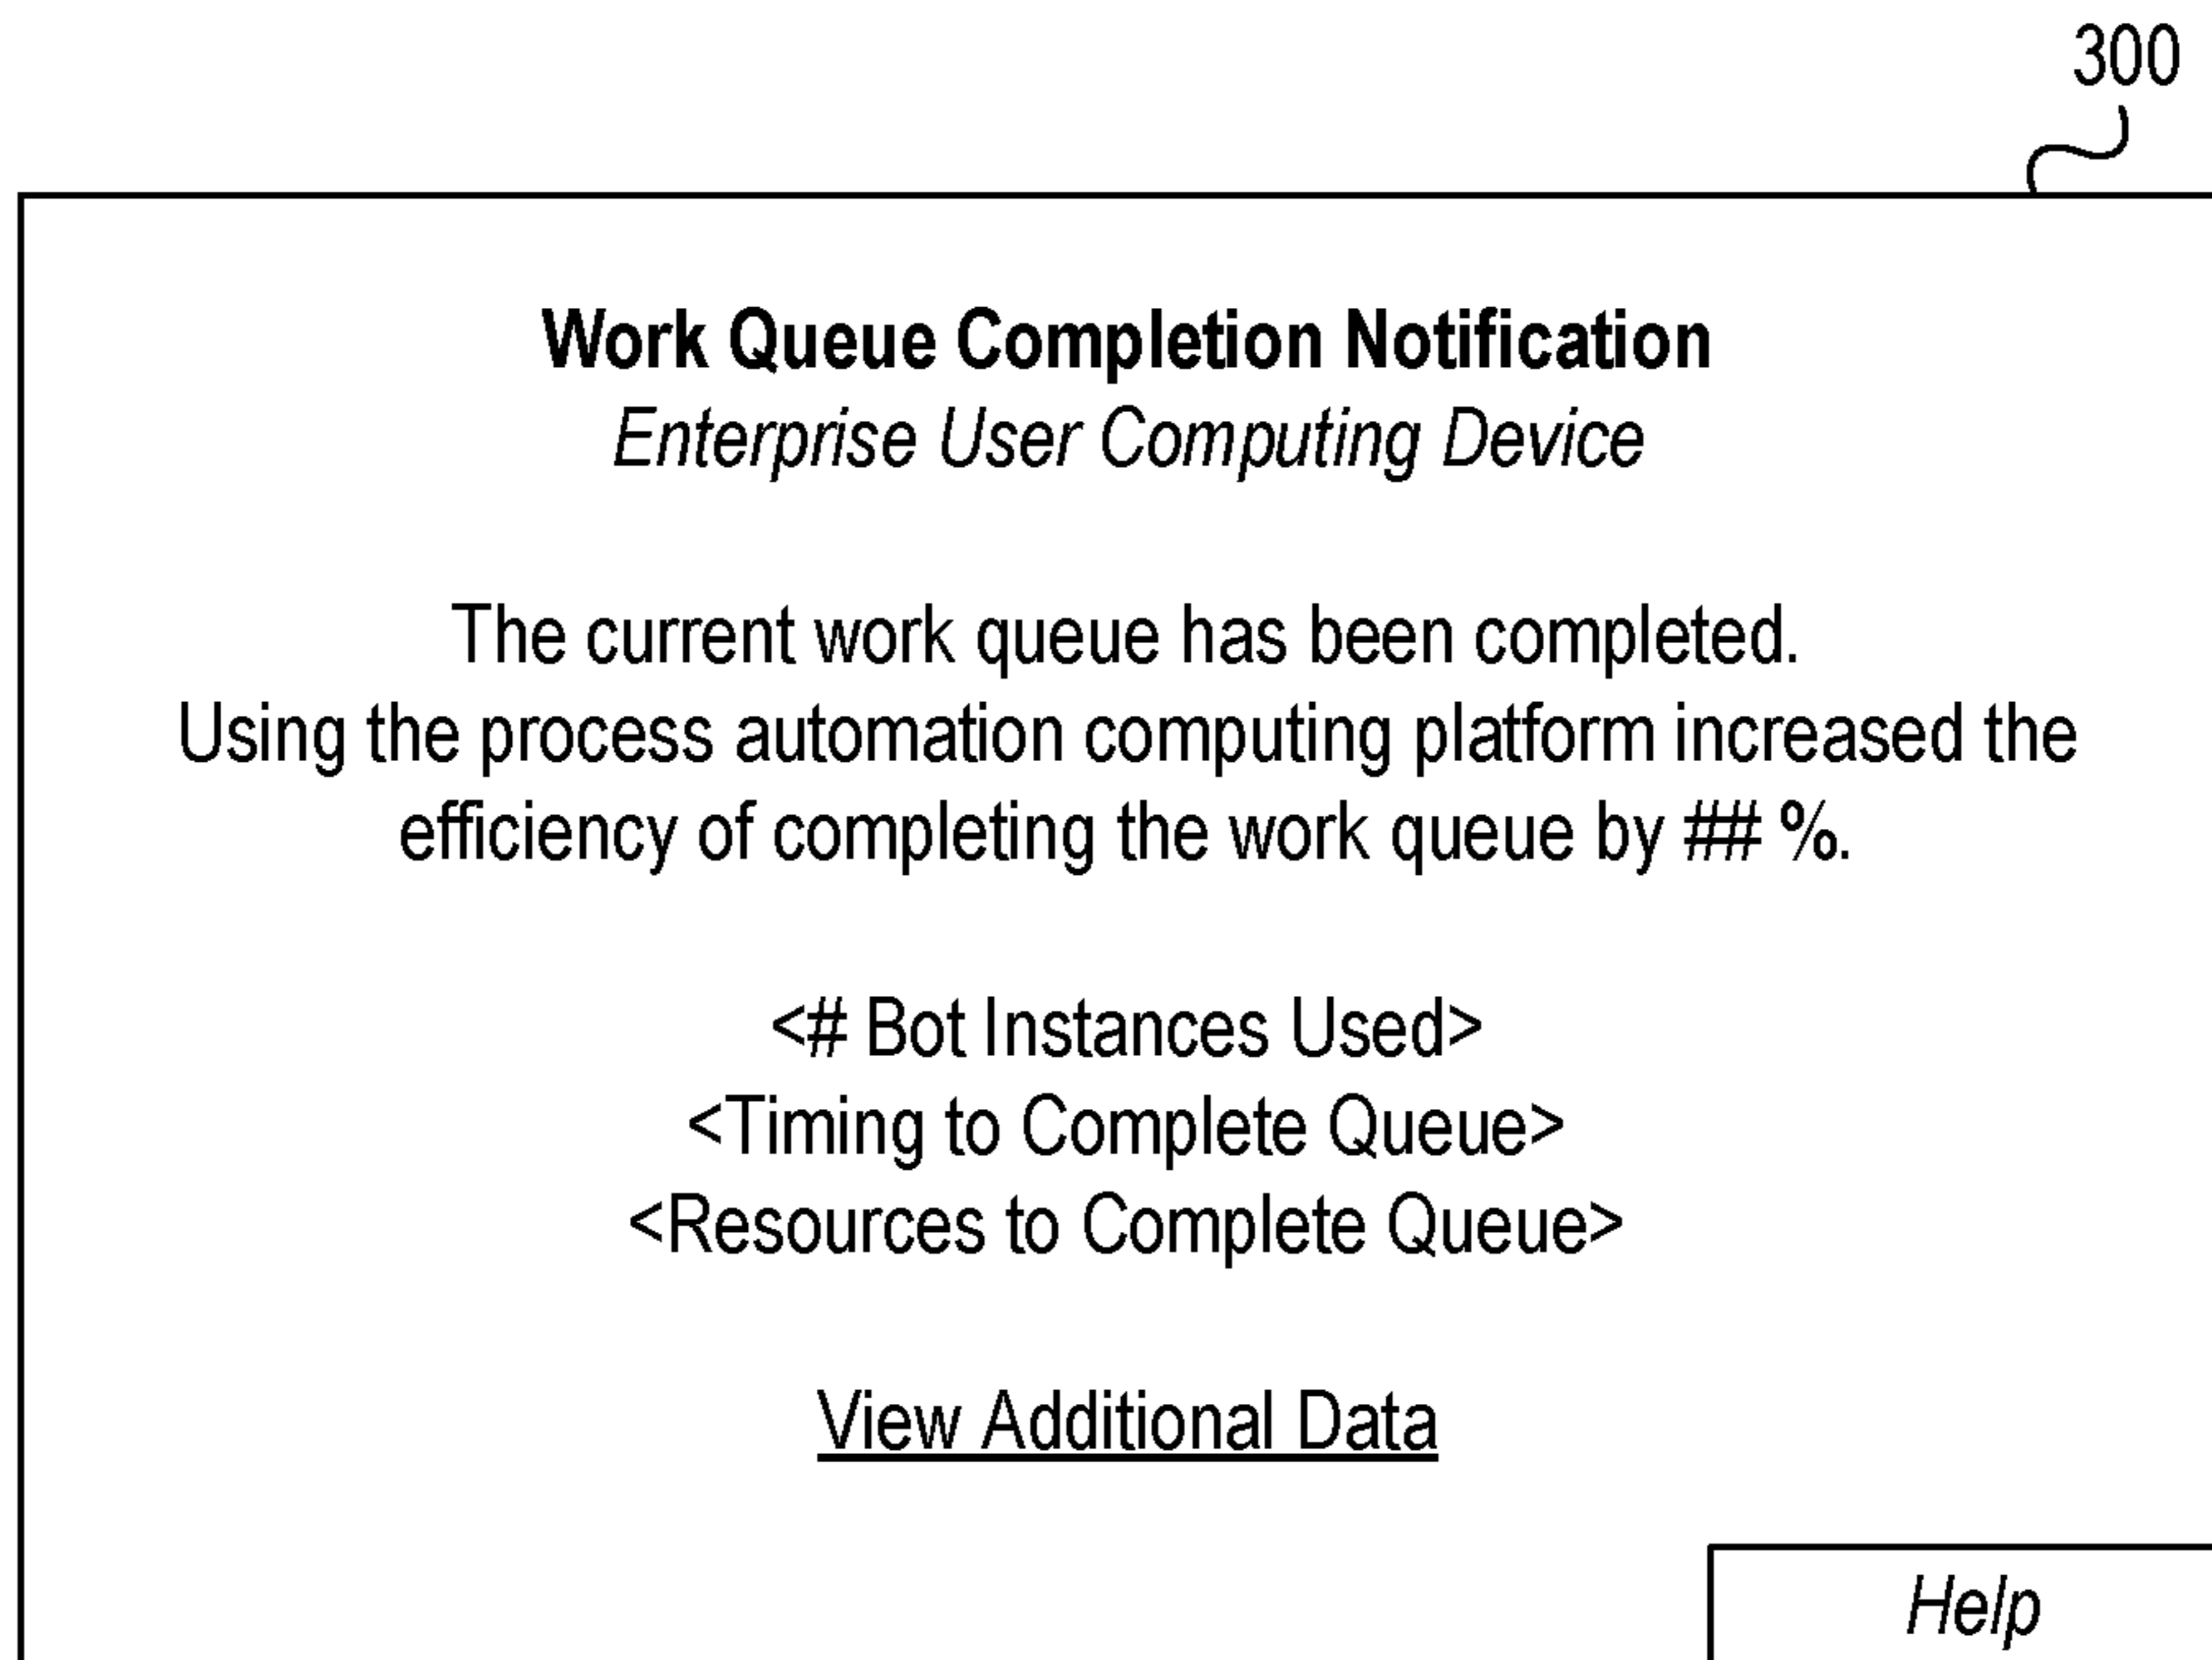 300
Work Queue Completion Notification
Enterprise User Computing Device
The current work queue has been completed.
Using the process automation computing platform increased the
efficiency of completing the work queue by ## %.
<# Bot Instances Used>
<Timing to Complete Queue>
<Resources to Complete Queue>
View Additional Data
Help